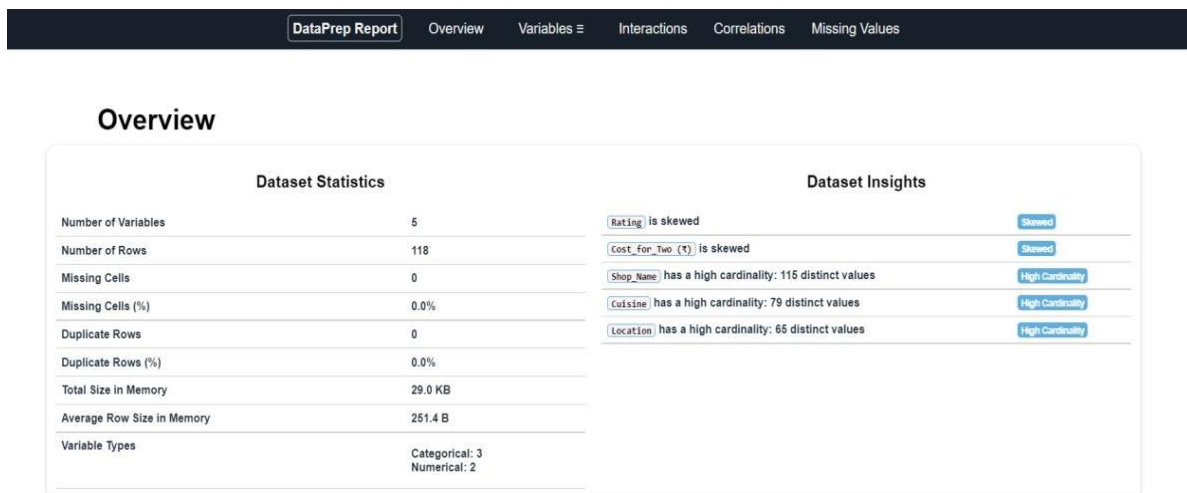 DataPrep Report Overview Variables ≡ Interactions Correlations Missing Values
Overview
Dataset Statistics
Number of Variables 5
Number of Rows 118
Missing Cells 0
Missing Cells (%) 0.0%
Duplicate Rows 0
Duplicate Rows (%) 0.0%
Total Size in Memory 29.0 KB
Average Row Size in Memory 251.4 B
Variable Types Categorical: 3
Numerical: 2
Dataset Insights
Rating is skewed Skewed
Cost_for_Two (₹) is skewed Skewed
Shop_Name has a high cardinality: 115 distinct values High Cardinality
Cuisine has a high cardinality: 79 distinct values High Cardinality
Location has a high cardinality: 65 distinct values High Cardinality